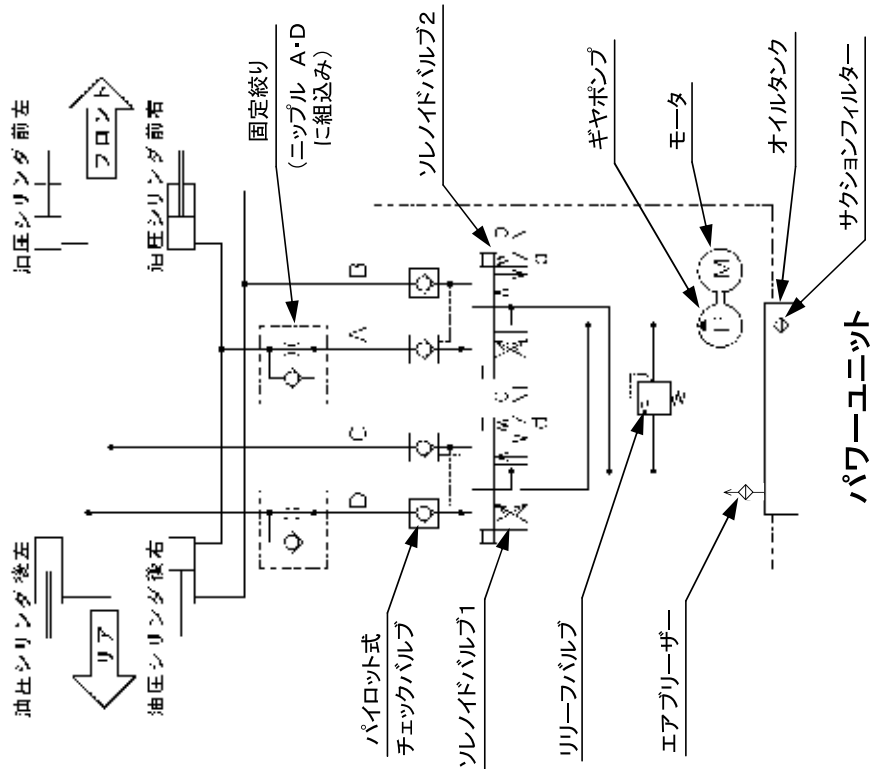 油圧シリンダ前左
フロント
油圧シリンダ前右
油圧シリンダ後左
リア
油圧シリンダ後右
固定絞り
(ニップル A・D
に組込み)
B
A
C
D
パイロット式
チェックバルブ
ソレノイドバルブ2
ソレノイドバルブ1
リリーフバルブ
ギヤポンプ
モータ
M
オイルタンク
サクションフィルター
エアブリーザー
パワーユニット